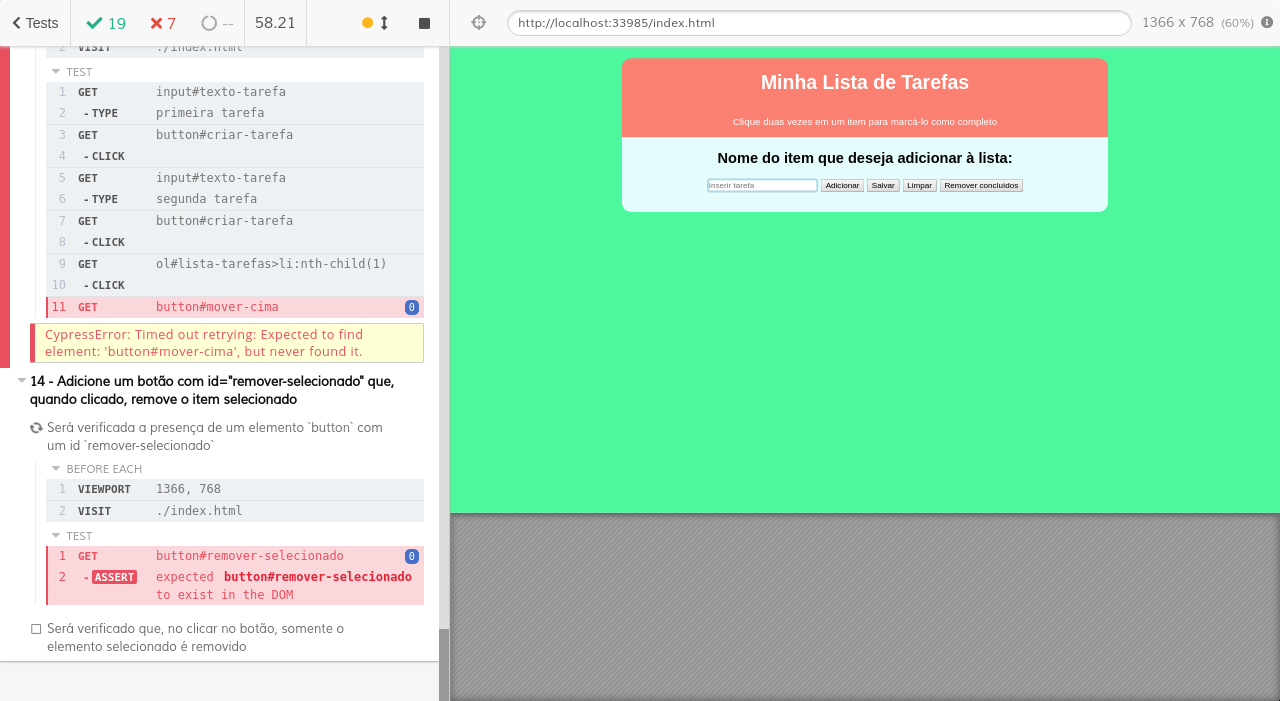 Tests 19 7 -- 58.21
http://localhost:33985/index.html 1366 x 768 (60%)
2 VISIT ./index.html
TEST
1 GET input#texto-tarefa
2 - TYPE primeira tarefa
3 GET button#criar-tarefa
4 - CLICK
5 GET input#texto-tarefa
6 - TYPE segunda tarefa
7 GET button#criar-tarefa
8 - CLICK
9 GET ol#lista-tarefas>li:nth-child(1)
10 - CLICK
11 GET button#mover-cima 0
CypressError: Timed out retrying: Expected to find
element: 'button#mover-cima', but never found it.
14 - Adicione um botão com id="remover-selecionado" que,
quando clicado, remove o item selecionado
Será verificada a presença de um elemento `button` com
um id `remover-selecionado`
BEFORE EACH
1 VIEWPORT 1366, 768
2 VISIT ./index.html
TEST
1 GET button#remover-selecionado 0
2 - ASSERT expected button#remover-selecionado
to exist in the DOM
Será verificado que, no clicar no botão, somente o
elemento selecionado é removido
Minha Lista de Tarefas
Clique duas vezes em um item para marcá-lo como completo
Nome do item que deseja adicionar à lista:
Inserir tarefa Adicionar Salvar Limpar Remover concluídos